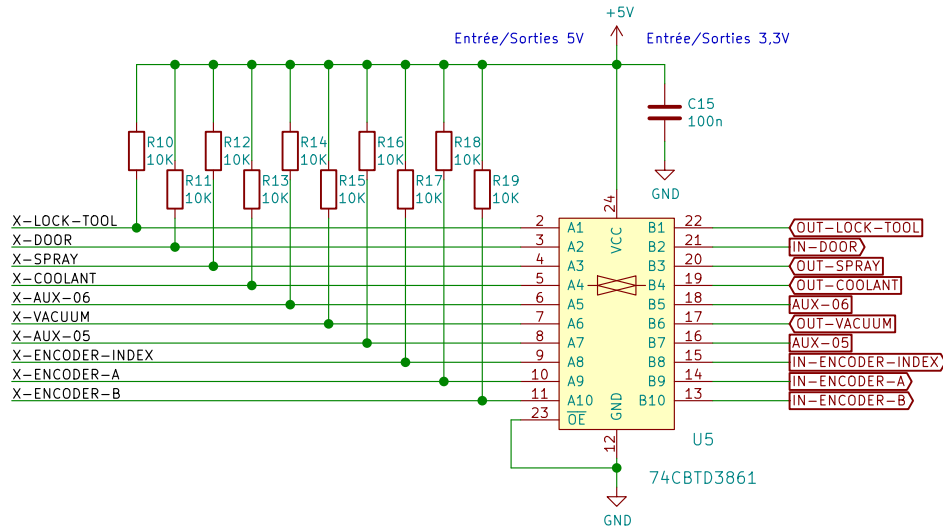 +5V
Entrée/Sorties 5V
Entrée/Sorties 3,3V
C15
100n
GND
R10
10K
R12
10K
R14
10K
R16
10K
R18
10K
R11
10K
R13
10K
R15
10K
R17
10K
R19
10K
X-LOCK-TOOL 2 A1 24 VCC B1 22 OUT-LOCK-TOOL
X-DOOR 3 A2 B2 21 IN-DOOR
X-SPRAY 4 A3 B3 20 OUT-SPRAY
X-COOLANT 5 A4 B4 19 OUT-COOLANT
X-AUX-06 6 A5 B5 18 AUX-06
X-VACUUM 7 A6 B6 17 OUT-VACUUM
X-AUX-05 8 A7 B7 16 AUX-05
X-ENCODER-INDEX 9 A8 B8 15 IN-ENCODER-INDEX
X-ENCODER-A 10 A9 B9 14 IN-ENCODER-A
X-ENCODER-B 11 A10 B10 13 IN-ENCODER-B
23 OE GND 12
U5
74CBTD3861
GND